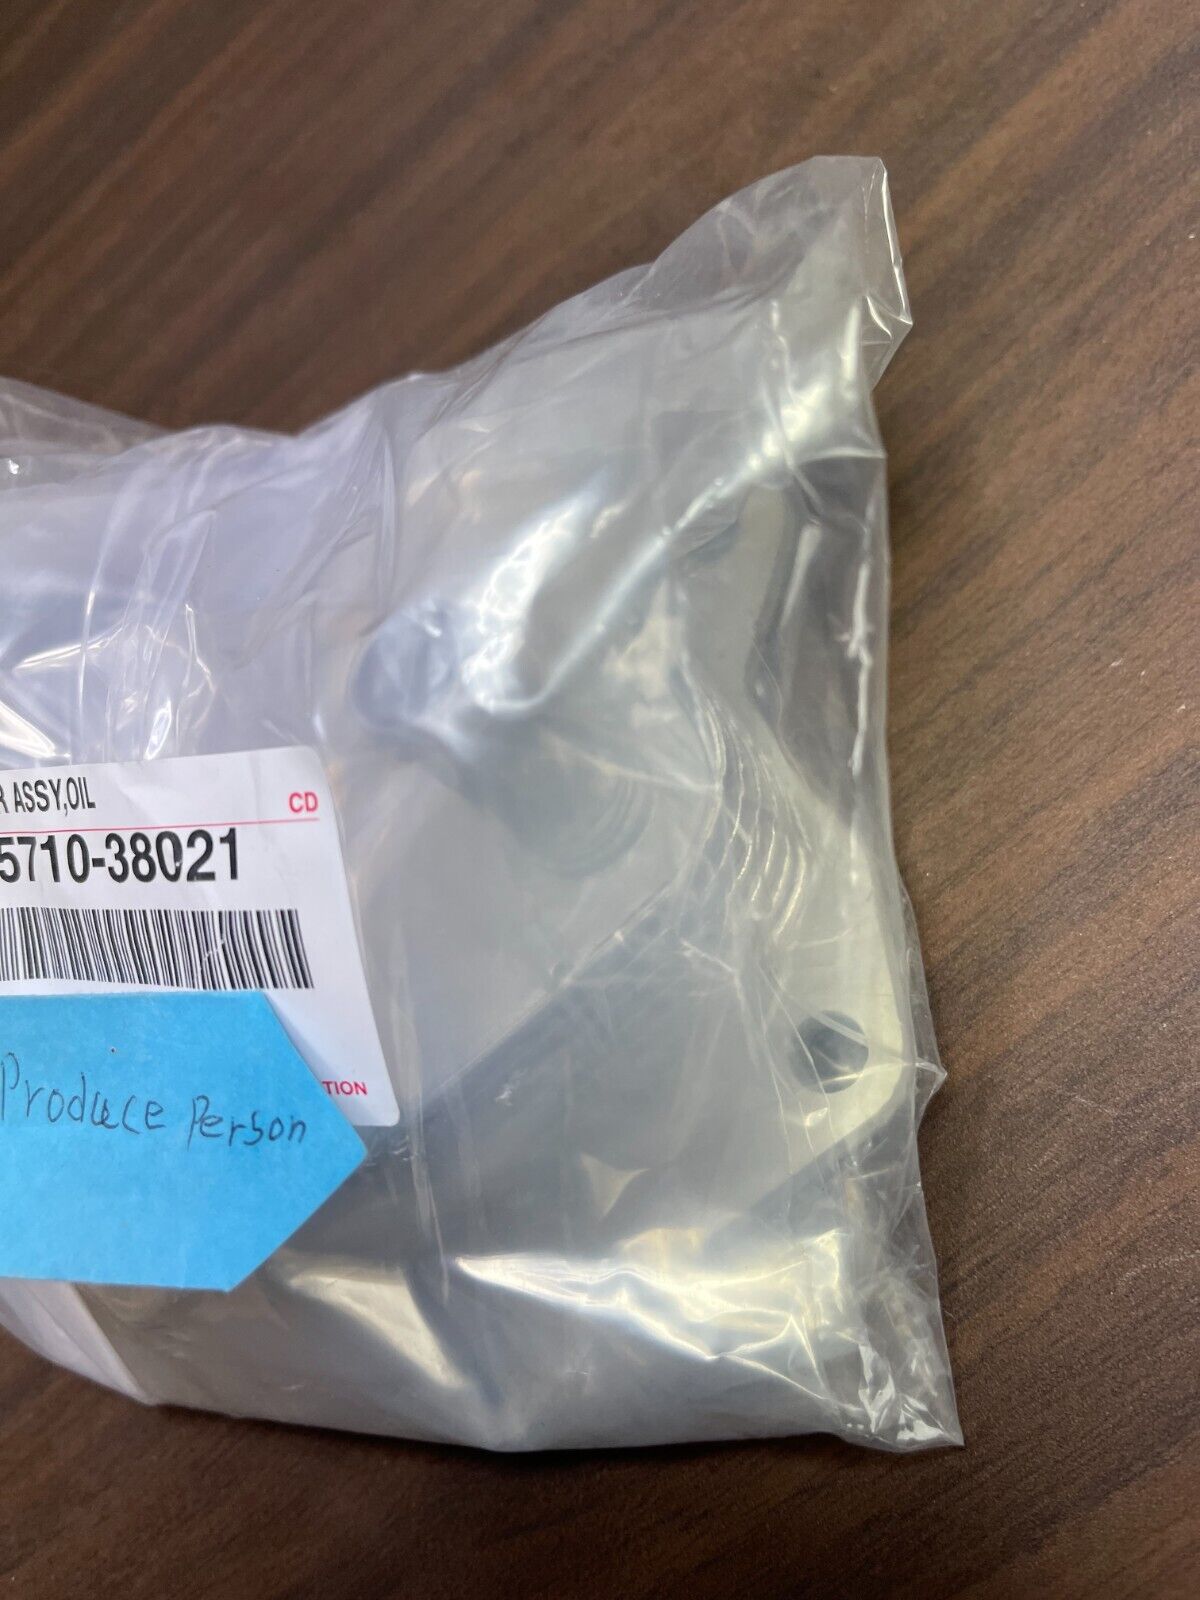 R ASSY,OIL
CD
5710-38021
TION
Produce Person